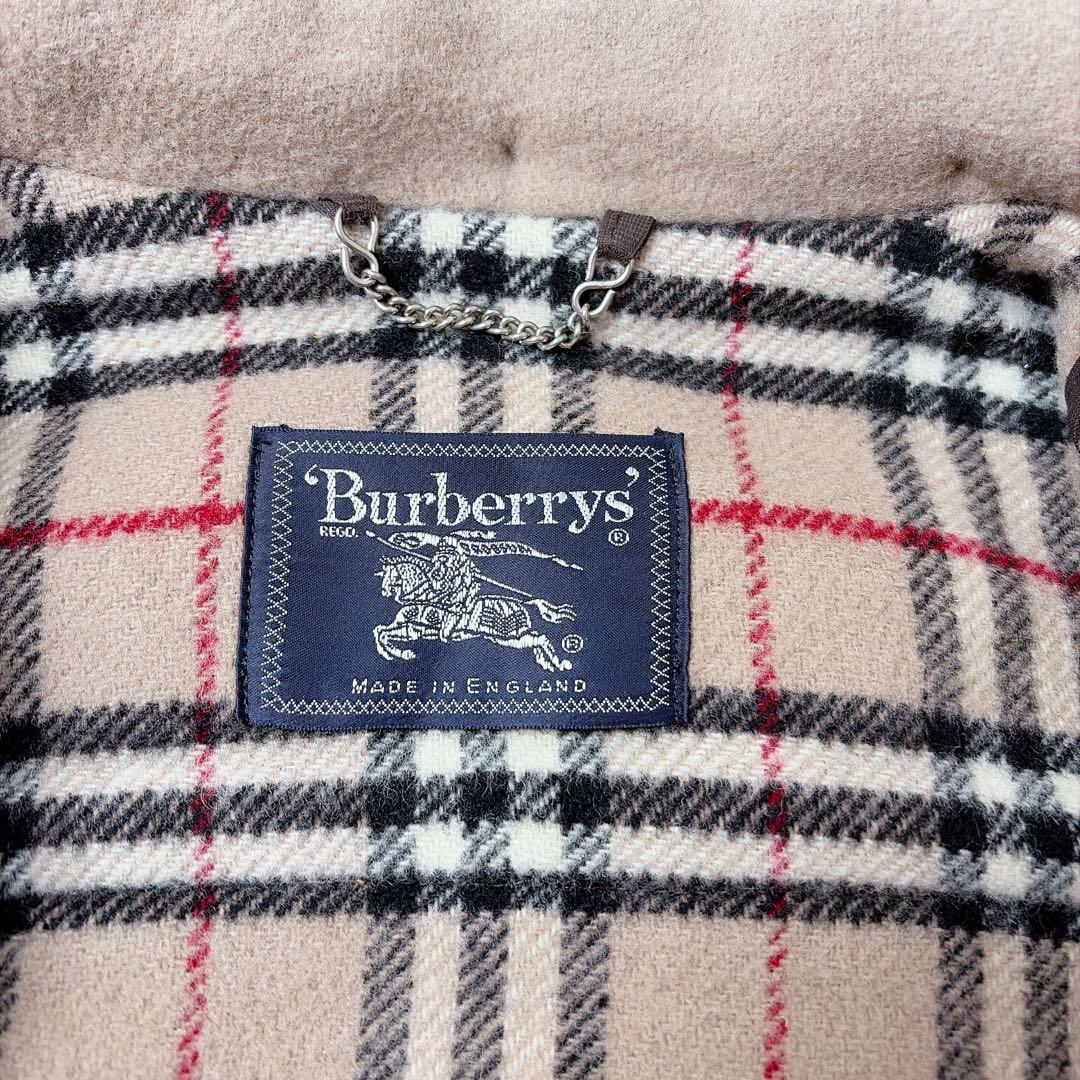 'Burberrys'
REGD. ®
®
MADE IN ENGLAND